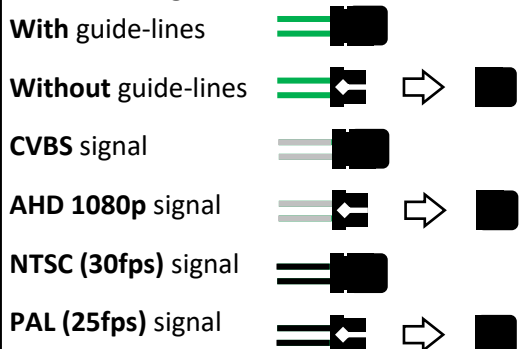 With guide-lines
Without guide-lines
CVBS signal
AHD 1080p signal
NTSC (30fps) signal
PAL (25fps) signal